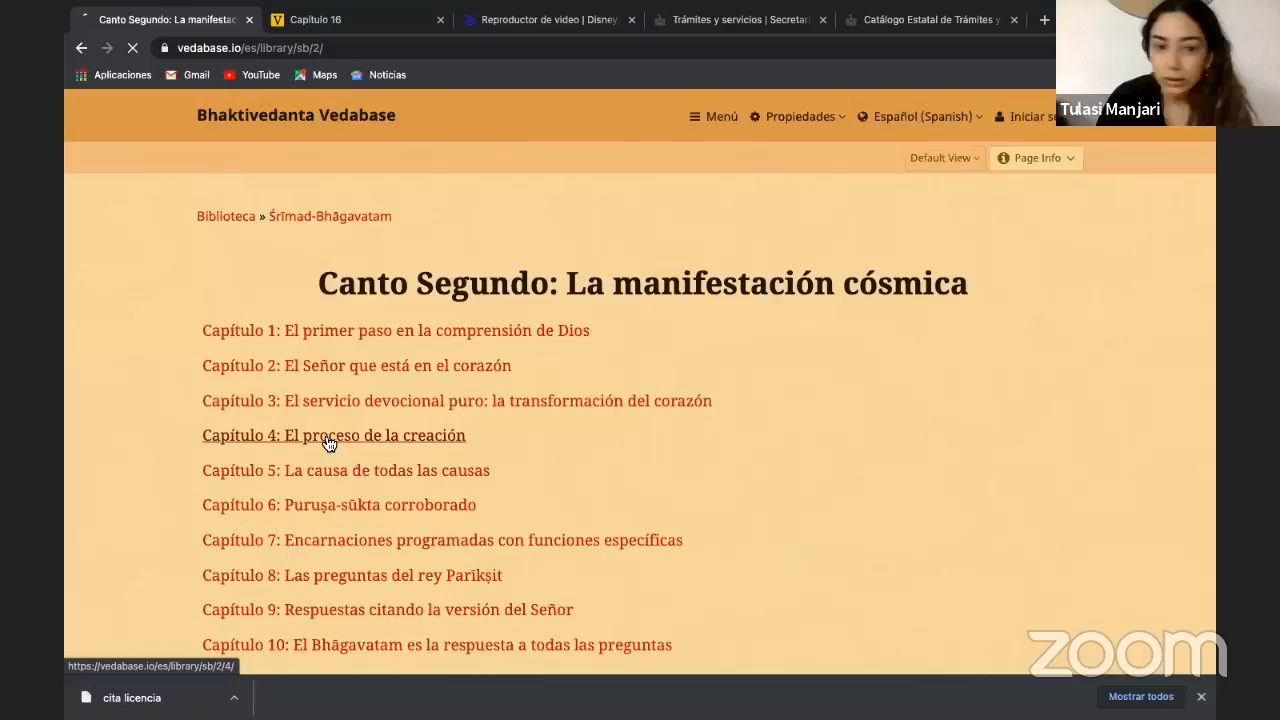 Canto Segundo: La manifestac
Capítulo 16
Reproductor de video | Disney
Trámites y servicios | Secretari
Catálogo Estatal de Trámites y
vedabase.io/es/library/sb/2/
Aplicaciones
Gmail
YouTube
Maps
Noticias
Tulasi Manjari
Bhaktivedanta Vedabase
Menú
Propiedades
Español (Spanish)
Iniciar se
Default View
Page Info
Biblioteca » Śrīmad-Bhāgavatam
Canto Segundo: La manifestación cósmica
Capítulo 1: El primer paso en la comprensión de Dios
Capítulo 2: El Señor que está en el corazón
Capítulo 3: El servicio devocional puro: la transformación del corazón
Capítulo 4: El proceso de la creación
Capítulo 5: La causa de todas las causas
Capítulo 6: Puruṣa-sūkta corroborado
Capítulo 7: Encarnaciones programadas con funciones específicas
Capítulo 8: Las preguntas del rey Parīkṣit
Capítulo 9: Respuestas citando la versión del Señor
Capítulo 10: El Bhāgavatam es la respuesta a todas las preguntas
zoom
https://vedabase.io/es/library/sb/2/4/
cita licencia
Mostrar todos